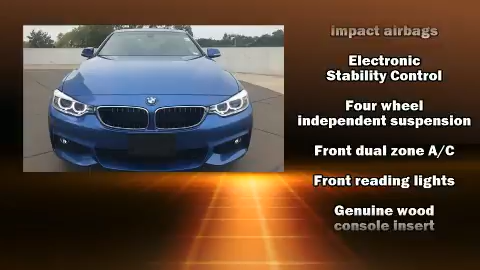 impact airbags
Electronic
Stability Control
Four wheel
independent suspension
Front dual zone A/C
Front reading lights
Genuine wood
console insert